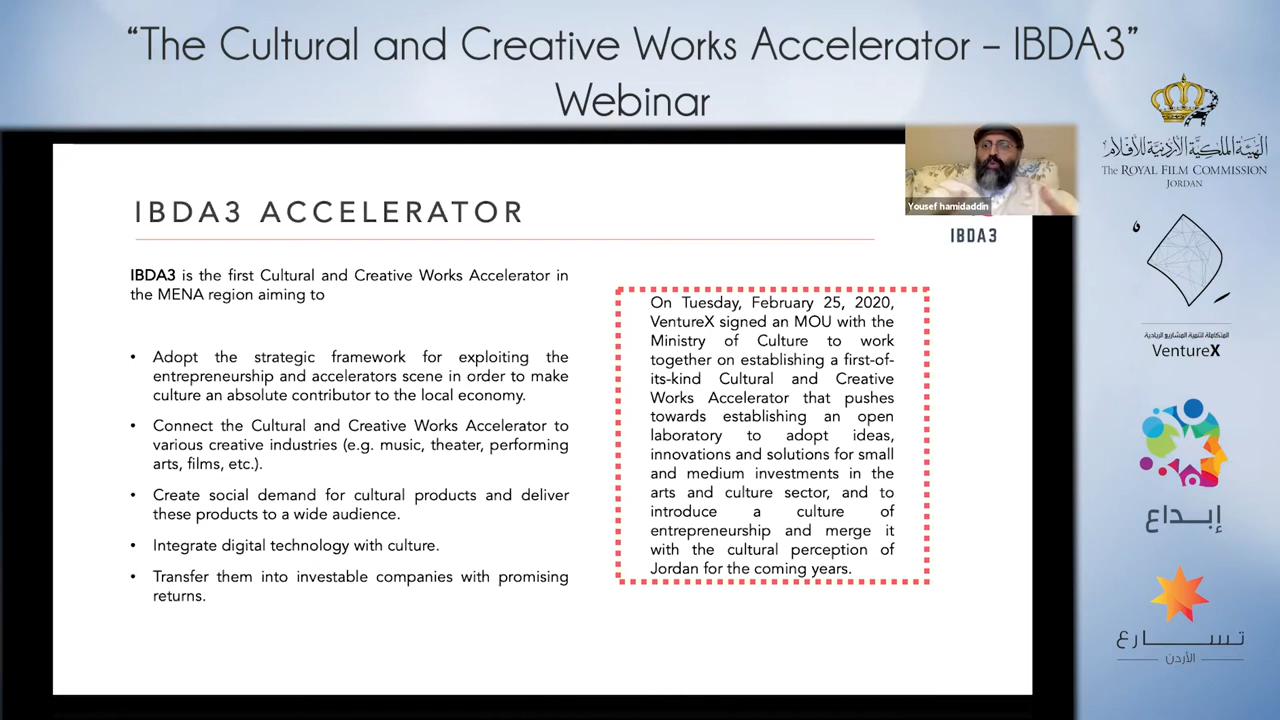 “The Cultural and Creative Works Accelerator – IBDA3”
Webinar
IBDA3 ACCELERATOR
Yousef hamidaddin
IBDA3
IBDA3 is the first Cultural and Creative Works Accelerator in
the MENA region aiming to
• Adopt the strategic framework for exploiting the
entrepreneurship and accelerators scene in order to make
culture an absolute contributor to the local economy.
• Connect the Cultural and Creative Works Accelerator to
various creative industries (e.g. music, theater, performing
arts, films, etc.).
• Create social demand for cultural products and deliver
these products to a wide audience.
• Integrate digital technology with culture.
• Transfer them into investable companies with promising
returns.
On Tuesday, February 25, 2020,
VentureX signed an MOU with the
Ministry of Culture to work
together on establishing a first-of-
its-kind Cultural and Creative
Works Accelerator that pushes
towards establishing an open
laboratory to adopt ideas,
innovations and solutions for small
and medium investments in the
arts and culture sector, and to
introduce a culture of
entrepreneurship and merge it
with the cultural perception of
Jordan for the coming years.
الهيئة الملكية الأردنية للأفلام
The ROYAL FILM COMMISSION
JORDAN
المتكاملة لتنمية المشاريع الريادية
VentureX
إبداع
تسارع
الأردن